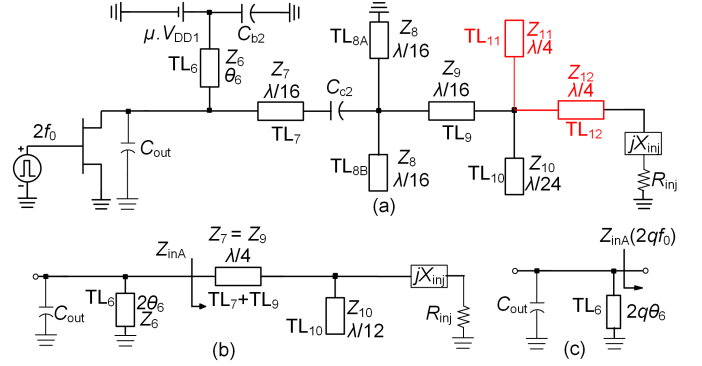 μ.V_DD1
C_b2
TL_6
Z_6
θ_6
TL_8A
Z_8
λ/16
TL_11
Z_11
λ/4
Z_7
λ/16
TL_7
C_c2
Z_9
λ/16
TL_9
Z_12
λ/4
TL_12
2f_0
C_out
TL_8B
Z_8
λ/16
TL_10
Z_10
λ/24
jX_inj
R_inj
(a)
Z_inA
Z_7 = Z_9
λ/4
TL_7+TL_9
C_out
TL_6
2θ_6
Z_6
TL_10
Z_10
λ/12
jX_inj
R_inj
(b)
Z_inA(2qf_0)
C_out
TL_6
2qθ_6
(c)